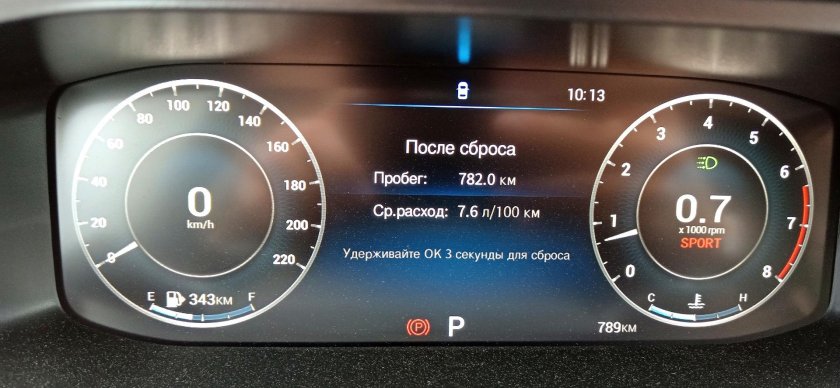 10:13
0
20
40
60
80
100
120
140
160
180
200
220
0
km/h
E
343км
F
После сброса
Пробег: 782.0 км
Ср.расход: 7.6 л/100 км
Удерживайте ОК 3 секунды для сброса
(P)
P
789км
0
1
2
3
4
5
6
7
8
0.7
x 1000 rpm
SPORT
C
H